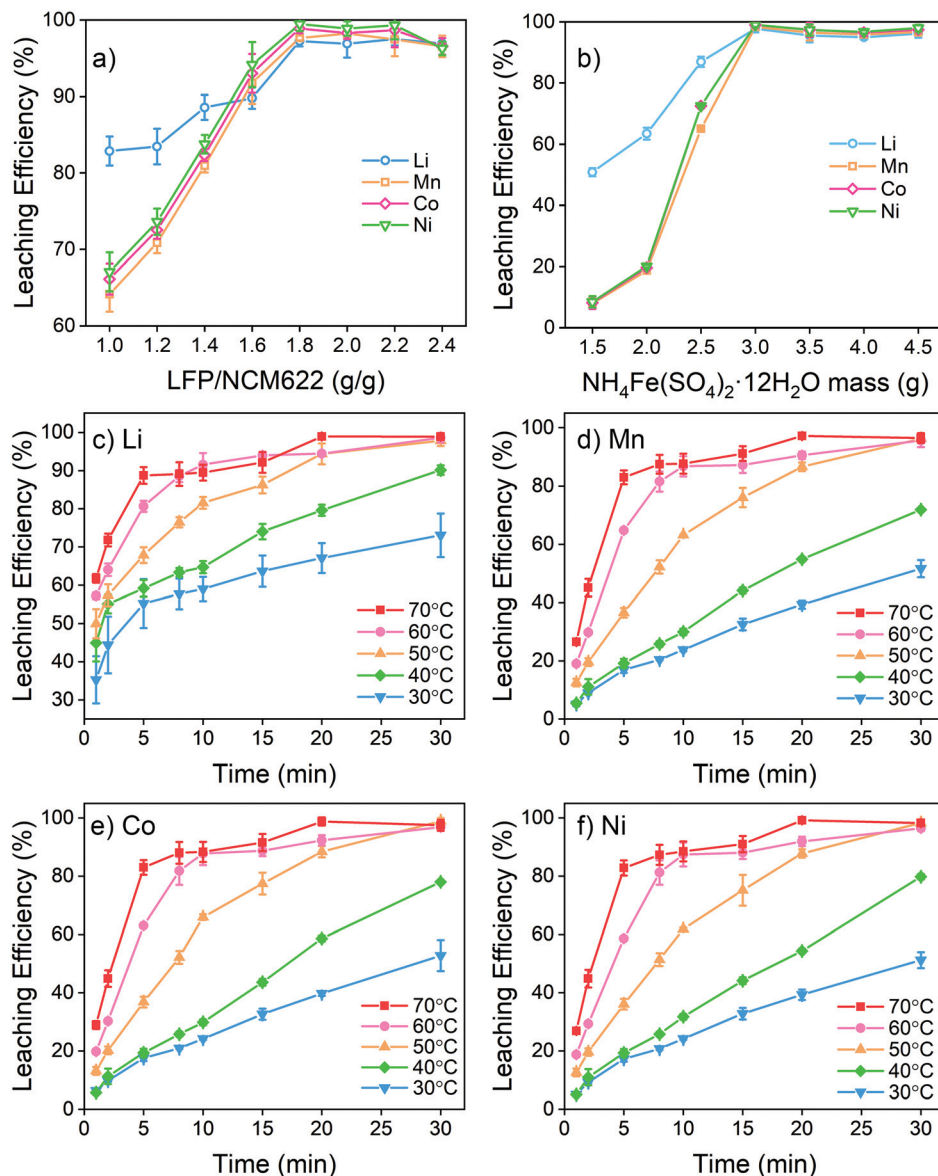 a)
Leaching Efficiency (%)
100
90
80
70
60
Li
Mn
Co
Ni
1.0 1.2 1.4 1.6 1.8 2.0 2.2 2.4
LFP/NCM622 (g/g)
b)
Leaching Efficiency (%)
100
80
60
40
20
0
Li
Mn
Co
Ni
1.5 2.0 2.5 3.0 3.5 4.0 4.5
NH₄Fe(SO₄)₂·12H₂O mass (g)
c) Li
Leaching Efficiency (%)
100
90
80
70
60
50
40
30
70°C
60°C
50°C
40°C
30°C
0 5 10 15 20 25 30
Time (min)
d) Mn
Leaching Efficiency (%)
100
80
60
40
20
0
70°C
60°C
50°C
40°C
30°C
0 5 10 15 20 25 30
Time (min)
e) Co
Leaching Efficiency (%)
100
80
60
40
20
0
70°C
60°C
50°C
40°C
30°C
0 5 10 15 20 25 30
Time (min)
f) Ni
Leaching Efficiency (%)
100
80
60
40
20
0
70°C
60°C
50°C
40°C
30°C
0 5 10 15 20 25 30
Time (min)